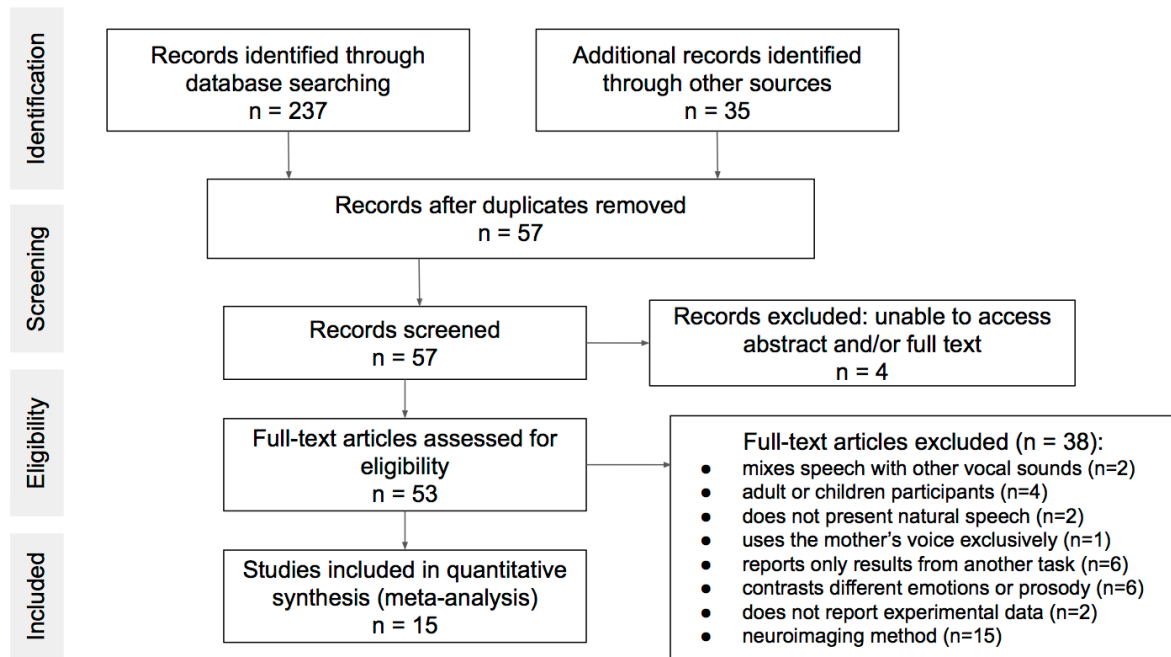 Identification
Records identified through
database searching
n = 237
Additional records identified
through other sources
n = 35
Records after duplicates removed
n = 57
Screening
Records screened
n = 57
Records excluded: unable to access
abstract and/or full text
n = 4
Eligibility
Full-text articles assessed for
eligibility
n = 53
Full-text articles excluded (n = 38):
● mixes speech with other vocal sounds (n=2)
● adult or children participants (n=4)
● does not present natural speech (n=2)
● uses the mother’s voice exclusively (n=1)
● reports only results from another task (n=6)
● contrasts different emotions or prosody (n=6)
● does not report experimental data (n=2)
● neuroimaging method (n=15)
Included
Studies included in quantitative
synthesis (meta-analysis)
n = 15